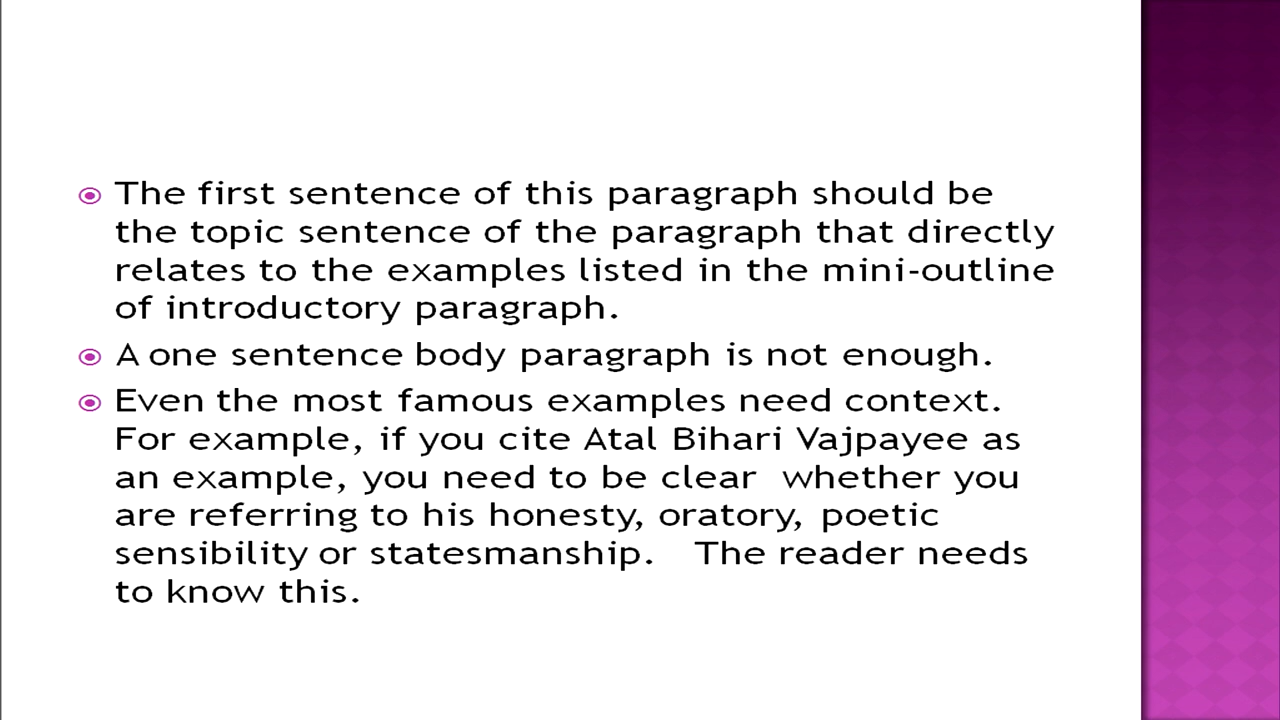 The first sentence of this paragraph should be
the topic sentence of the paragraph that directly
relates to the examples listed in the mini-outline
of introductory paragraph.
A one sentence body paragraph is not enough.
Even the most famous examples need context.
For example, if you cite Atal Bihari Vajpayee as
an example, you need to be clear  whether you
are referring to his honesty, oratory, poetic
sensibility or statesmanship.   The reader needs
to know this.